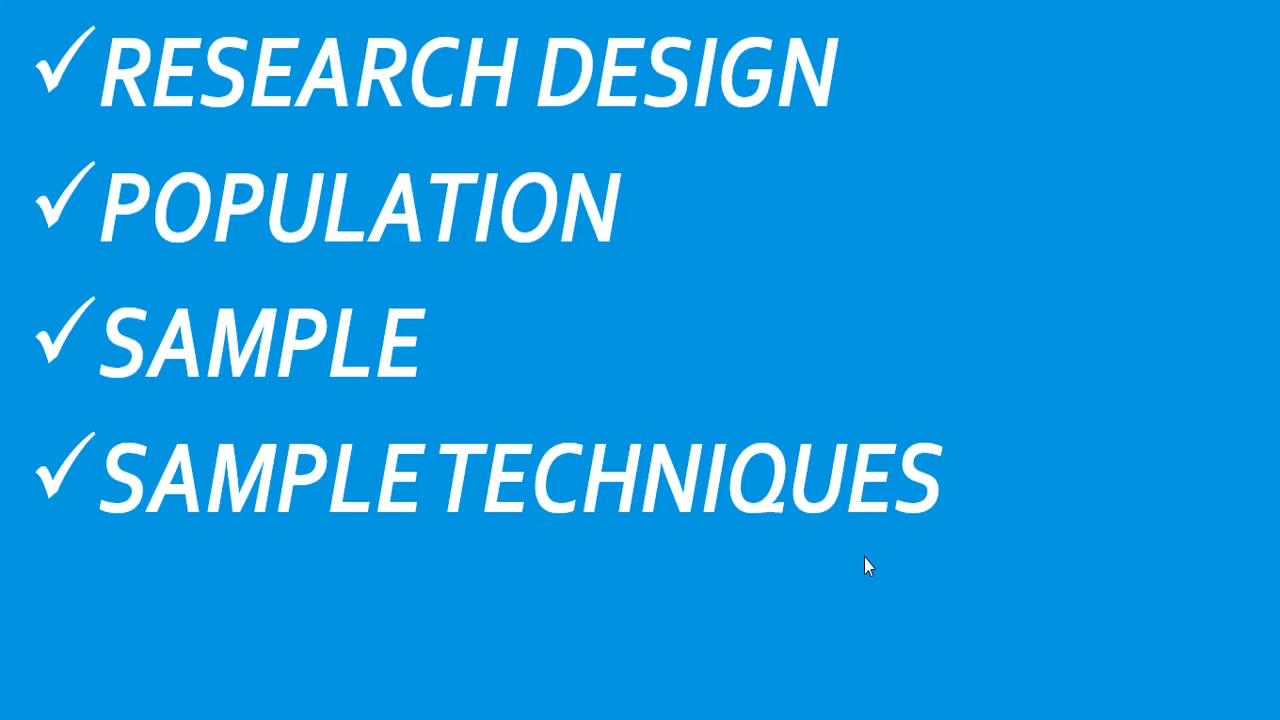 ✓RESEARCH DESIGN
✓POPULATION
✓SAMPLE
✓SAMPLE TECHNIQUES